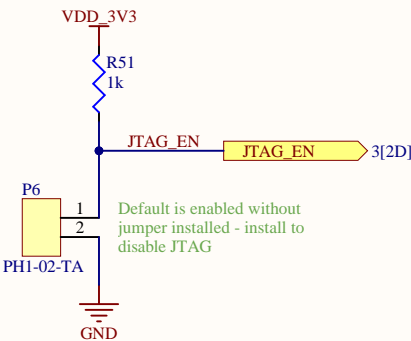 VDD_3V3
R51
1k
JTAG_EN
JTAG_EN
3[2D]
P6
1
2
PH1-02-TA
Default is enabled without
jumper installed - install to
disable JTAG
GND